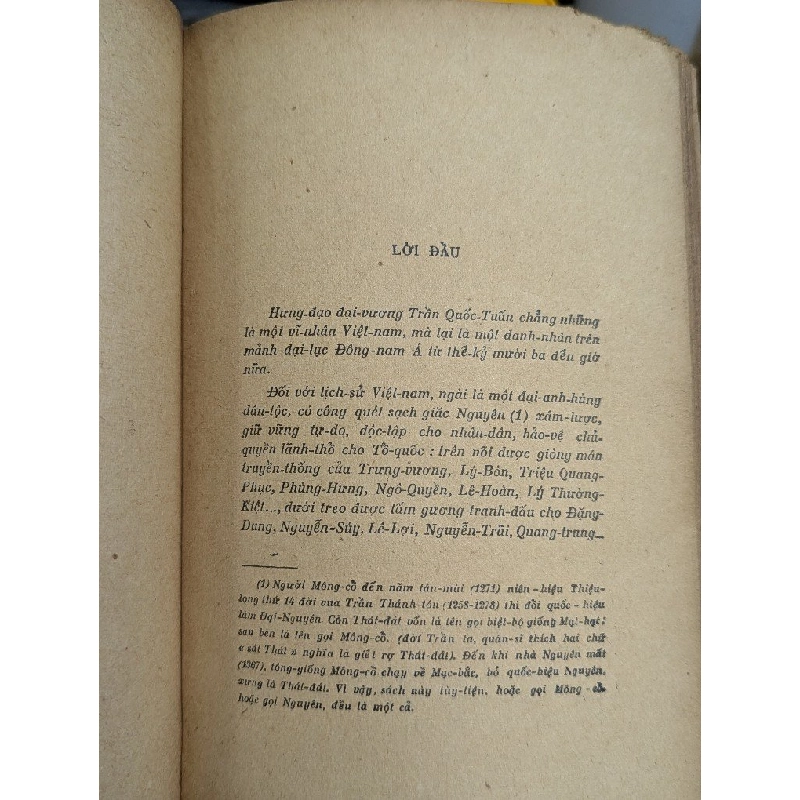 LỜI ĐẦU
Hưng-đạo đại-vương Trần Quốc-Tuấn chẳng những
là một vĩ-nhân Việt-nam, mà lại là một danh-nhân trên
mảnh đại-lục Đông-nam Á từ thế-kỷ mười ba đến giờ
nữa.
Đối với lịch-sử Việt-nam, ngài là một đại-anh-hùng
dân-tộc, có công quét sạch giặc Nguyên (1) xâm-lược,
giữ vững tự-do, độc-lập cho nhân-dân, bảo-vệ chủ-
quyền lãnh-thổ cho Tổ-quốc : trên nối được giòng máu
truyền-thống của Trưng-vương, Lý-Bôn, Triệu Quang-
Phục, Phùng-Hưng, Ngô-Quyền, Lê-Hoàn, Lý Thường-
Kiệt..., dưới treo được tấm gương tranh-đấu cho Đặng-
Dung, Nguyễn-Súy, Lê-Lợi, Nguyễn-Trãi, Quang-trung_
(1) Người Mông-cổ đến năm tân-mùi (1271) niên-hiệu Thiệu-
long thứ 14 đời vua Trần Thánh-tôn (1258-1278) thì đổi quốc-hiệu
làm Đại-Nguyên Còn Thát-đát vốn là tên gọi biệt-bộ giống Mạt-hạt ;
sau bèn là tên gọi Mông-cổ. (đời Trần ta, quân-sĩ thích hai chữ
« sát Thát » nghĩa là giết rợ Thát-đát). Đến khi nhà Nguyên mất
(1367), tông-giống Mông-cổ chạy về Mạc-bắc, bỏ quốc-hiệu Nguyên,
xưng là Thát-đát. Vì vậy, sách này tùy-tiện, hoặc gọi Mông-cổ,
hoặc gọi Nguyên, đều là một cả.